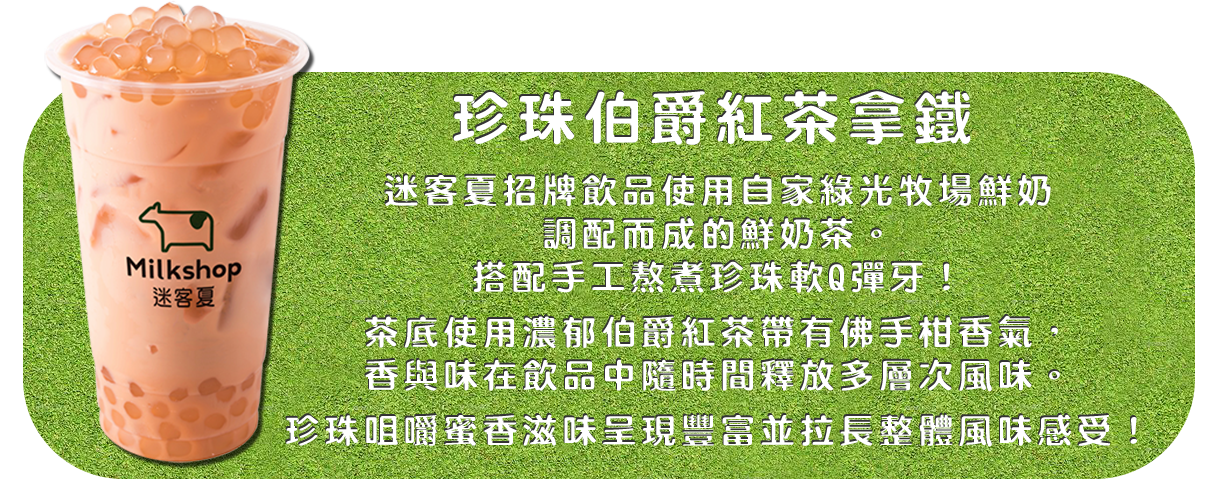 珍珠伯爵紅茶拿鐵
迷客夏招牌飲品使用自家綠光牧場鮮奶
調配而成的鮮奶茶。
搭配手工熬煮珍珠軟Q彈牙！
茶底使用濃郁伯爵紅茶帶有佛手柑香氣，
香與味在飲品中隨時間釋放多層次風味。
珍珠咀嚼蜜香滋味呈現豐富並拉長整體風味感受！
Milkshop
迷客夏